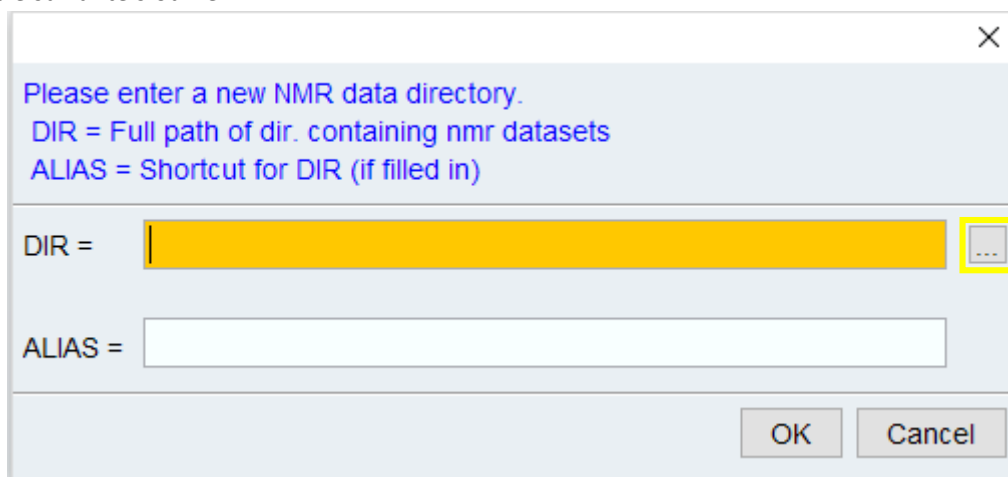 Please enter a new NMR data directory.
DIR = Full path of dir. containing nmr datasets
ALIAS = Shortcut for DIR (if filled in)
DIR =
...
ALIAS =
OK Cancel